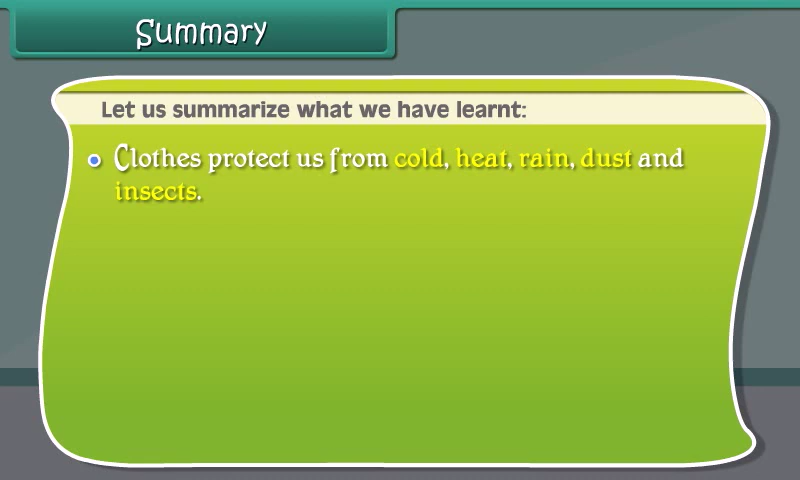 Summary
Let us summarize what we have learnt:
Clothes protect us from cold, heat, rain, dust and
insects.